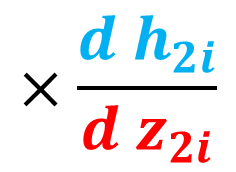 × d h₂ᵢ
d z₂ᵢ